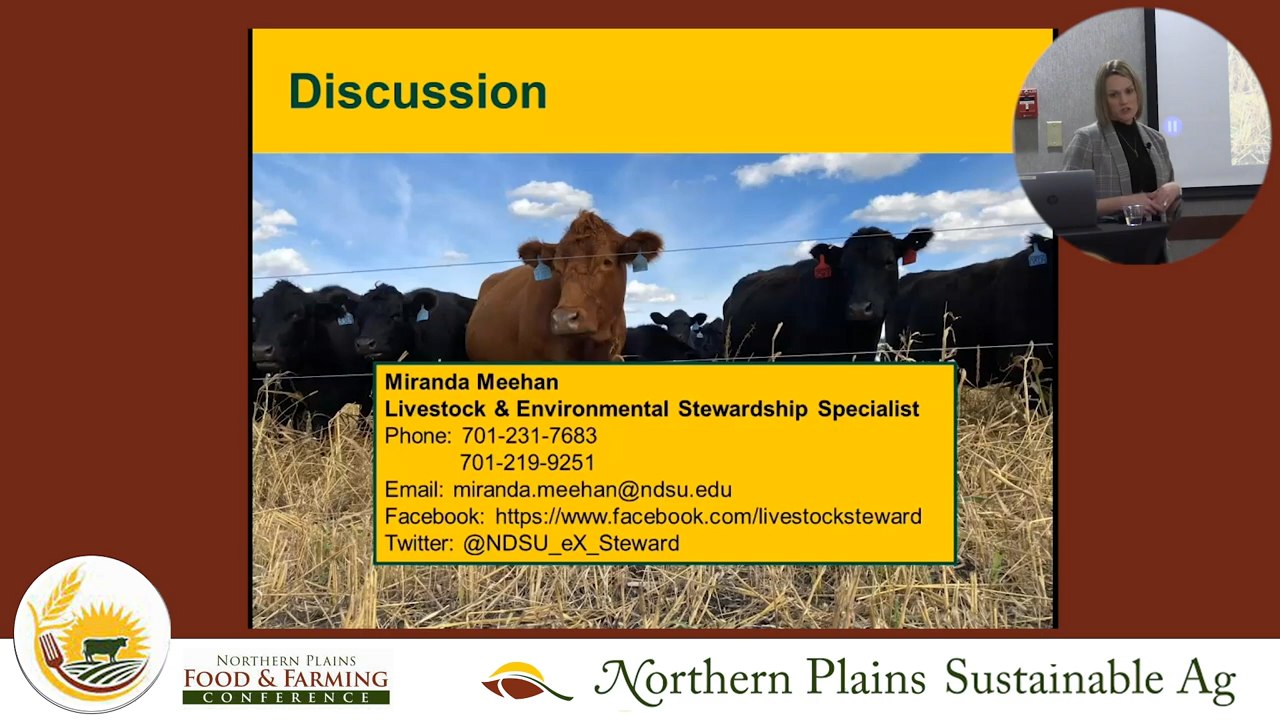 Discussion
Miranda Meehan
Livestock & Environmental Stewardship Specialist
Phone: 701-231-7683
701-219-9251
Email: miranda.meehan@ndsu.edu
Facebook: https://www.facebook.com/livestocksteward
Twitter: @NDSU_eX_Steward
NORTHERN PLAINS
FOOD & FARMING
CONFERENCE
Northern Plains Sustainable Ag